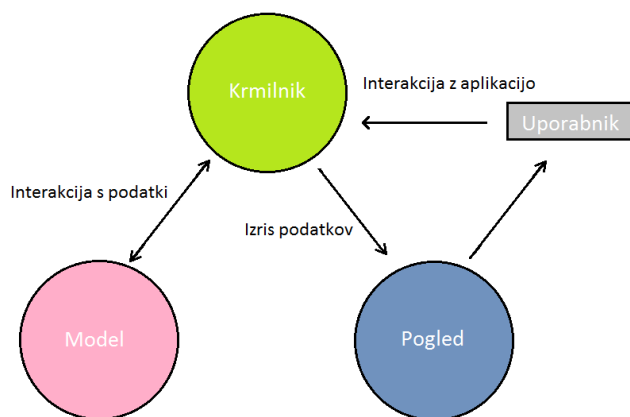 Interakcija z aplikacijo
Krmilnik
Uporabnik
Interakcija s podatki
Izris podatkov
Model
Pogled